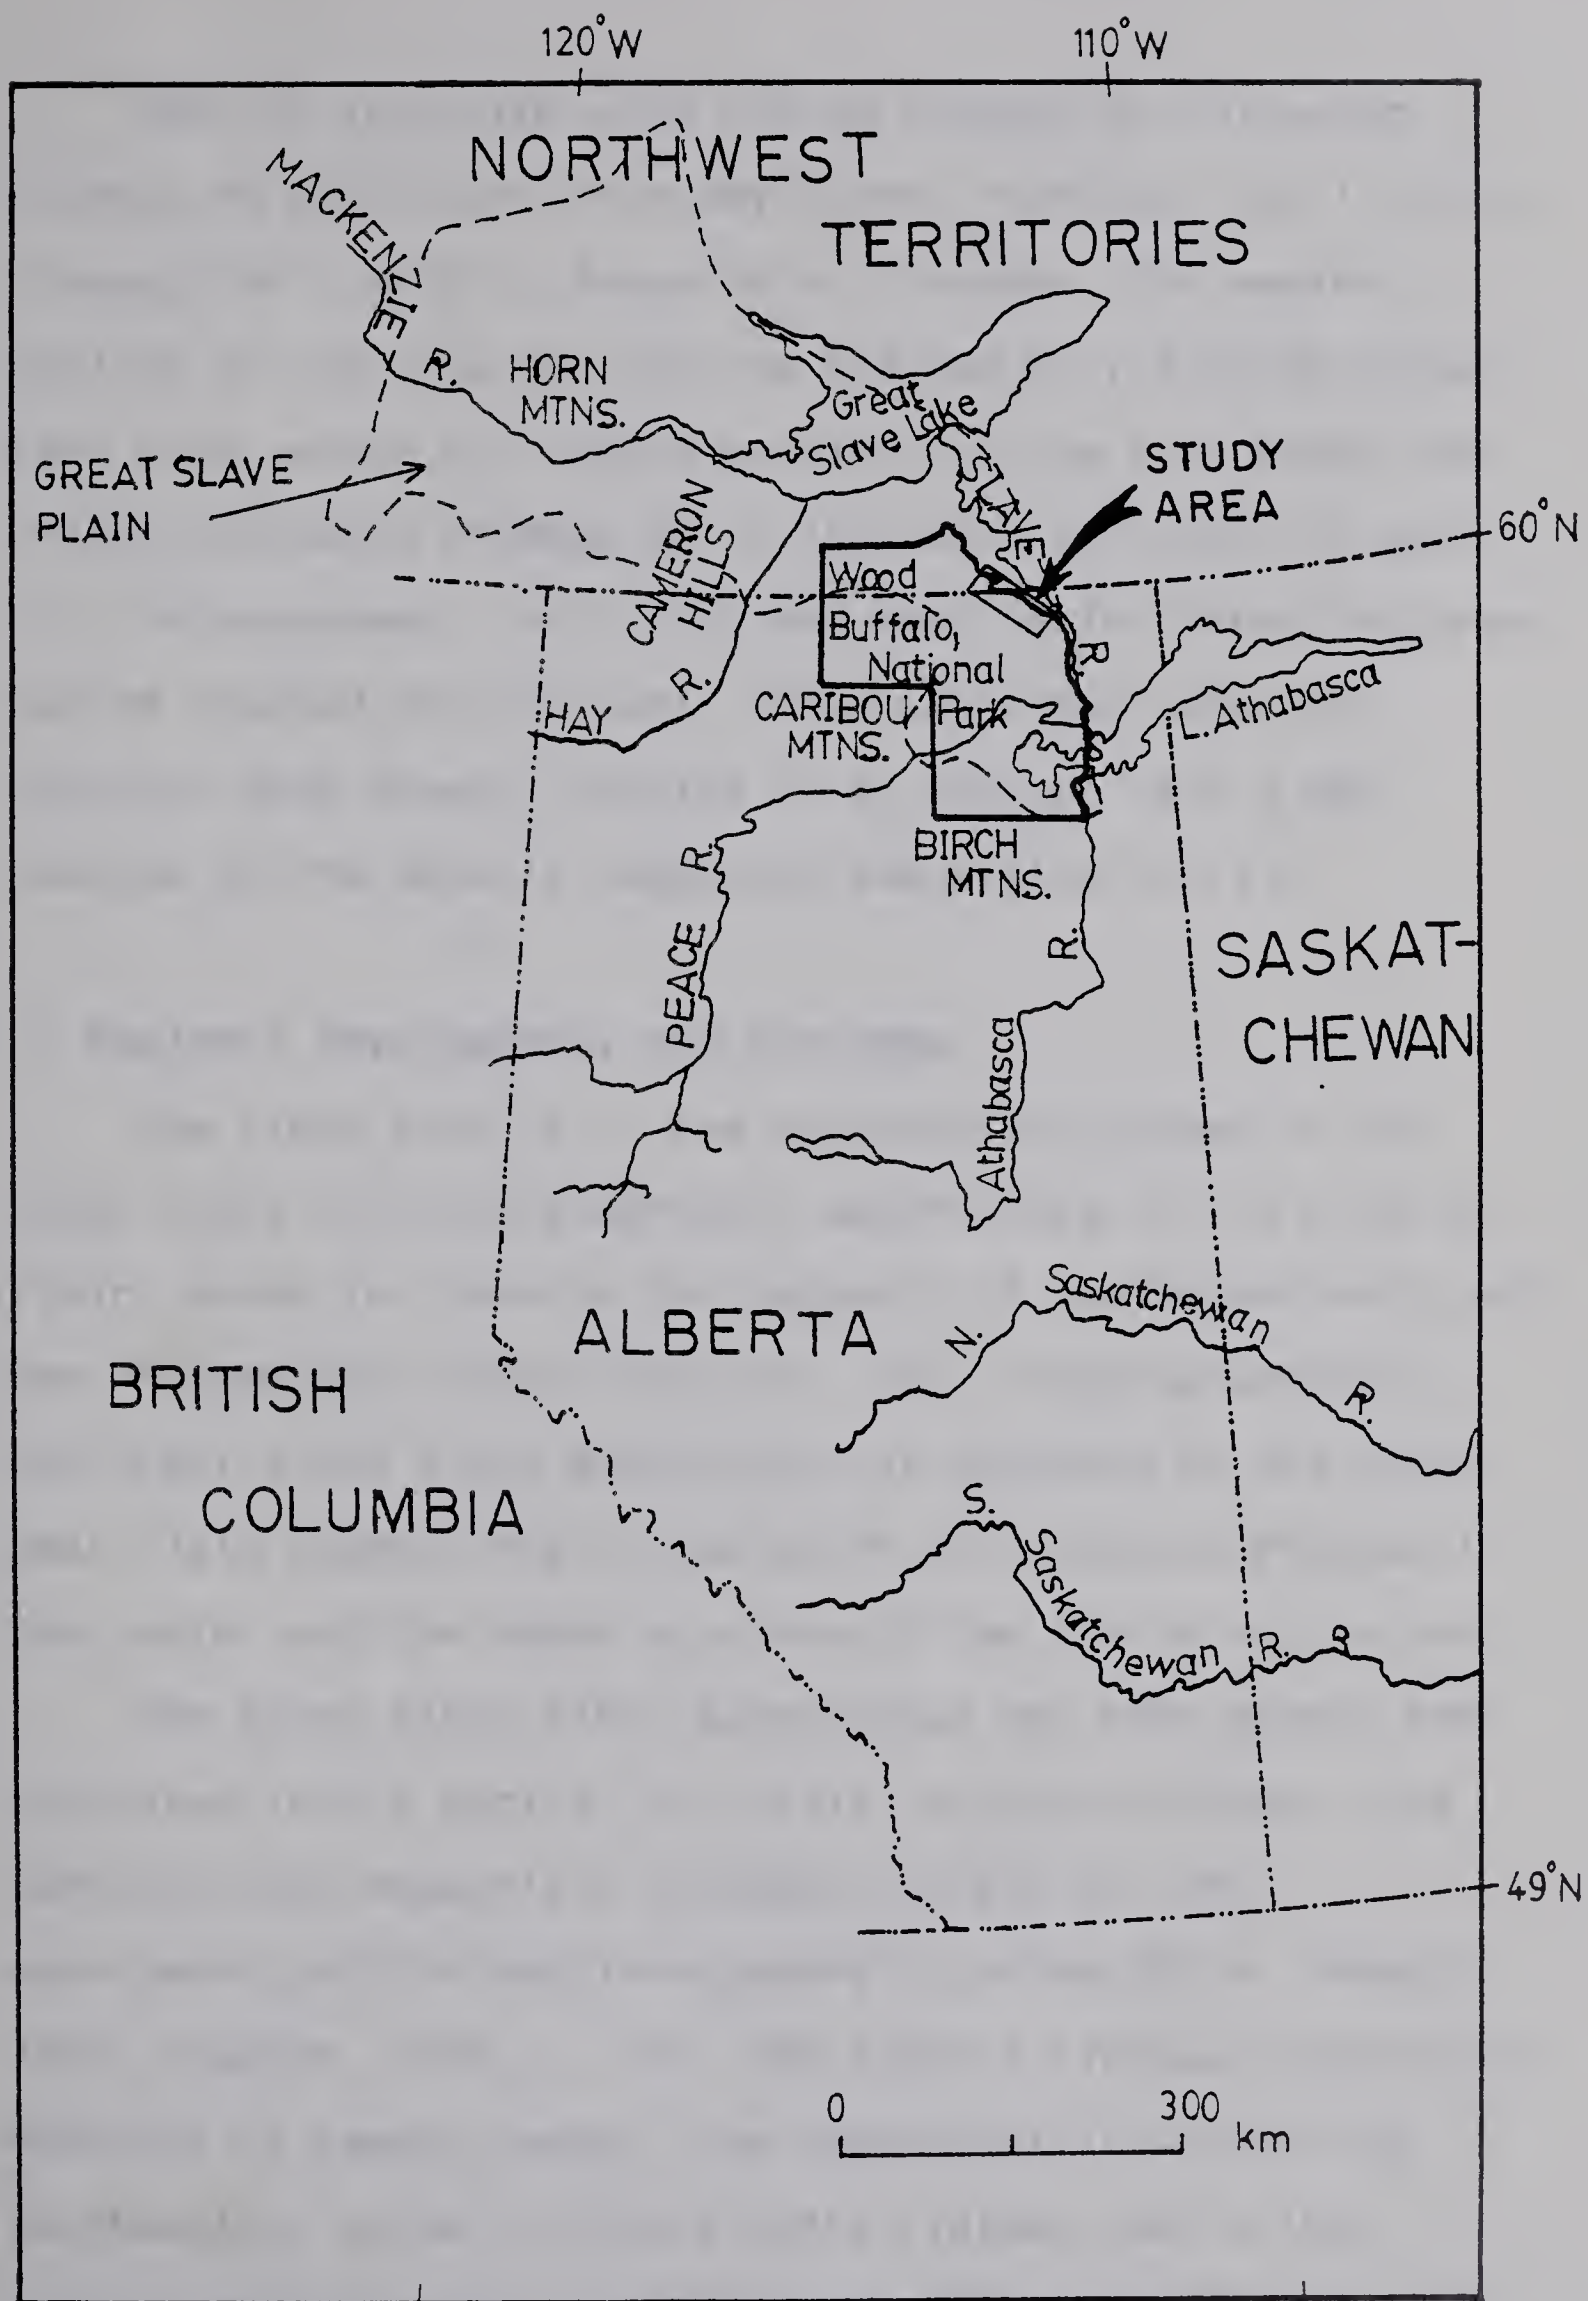 120°W
110°W
NORTHWEST
TERRITORIES
MACKENZIE
R.
HORN
MTNS.
Great
Slave Lake
GREAT SLAVE
PLAIN
STUDY
AREA
SLAVE
R.
60°N
CAMERON
HILLS
Wood
Buffalo,
National
Park
HAY
R.
CARIBOU
MTNS.
L. Athabasca
BIRCH
MTNS.
PEACE
R.
Athabasca
R.
SASKAT-
CHEWAN
ALBERTA
N.
Saskatchewan
R.
BRITISH
COLUMBIA
S.
Saskatchewan
R.
49°N
0
300
km